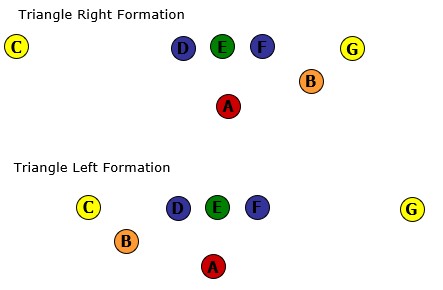 Triangle Right Formation
C D E F G
B
A
Triangle Left Formation
C D E F G
B
A